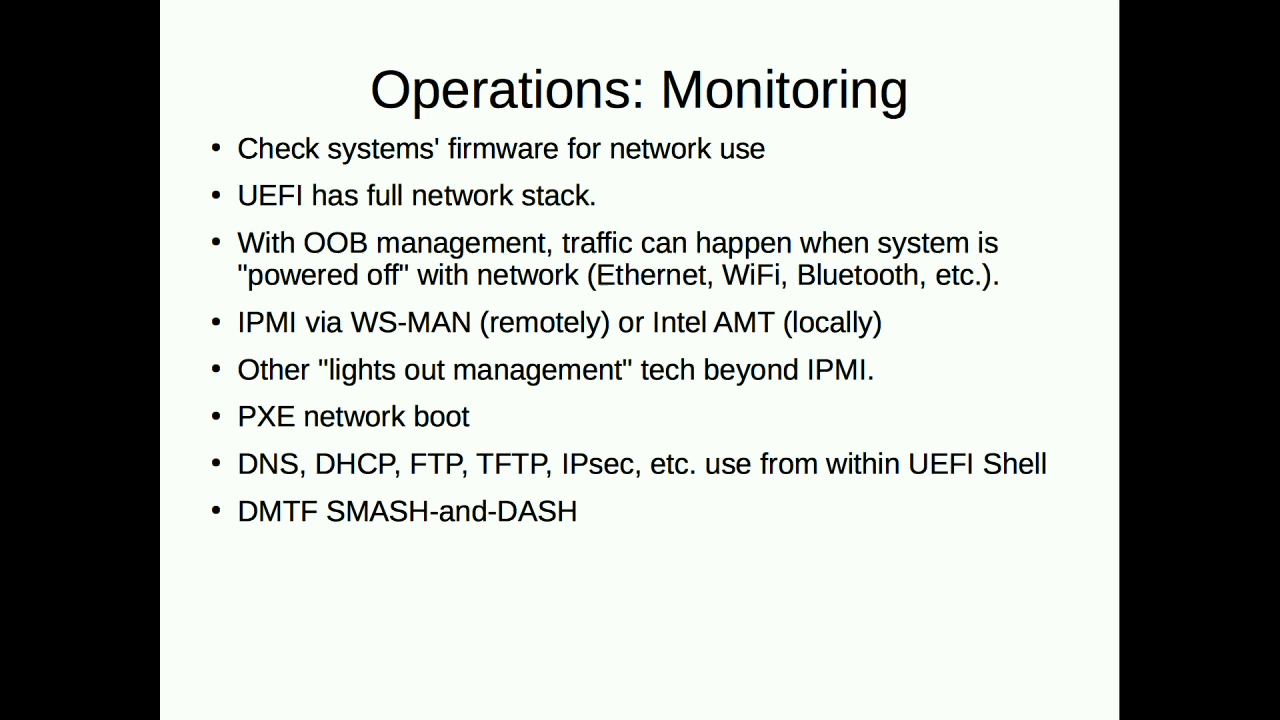 Operations: Monitoring
• Check systems' firmware for network use
• UEFI has full network stack.
• With OOB management, traffic can happen when system is
"powered off" with network (Ethernet, WiFi, Bluetooth, etc.).
• IPMI via WS-MAN (remotely) or Intel AMT (locally)
• Other "lights out management" tech beyond IPMI.
• PXE network boot
• DNS, DHCP, FTP, TFTP, IPsec, etc. use from within UEFI Shell
• DMTF SMASH-and-DASH